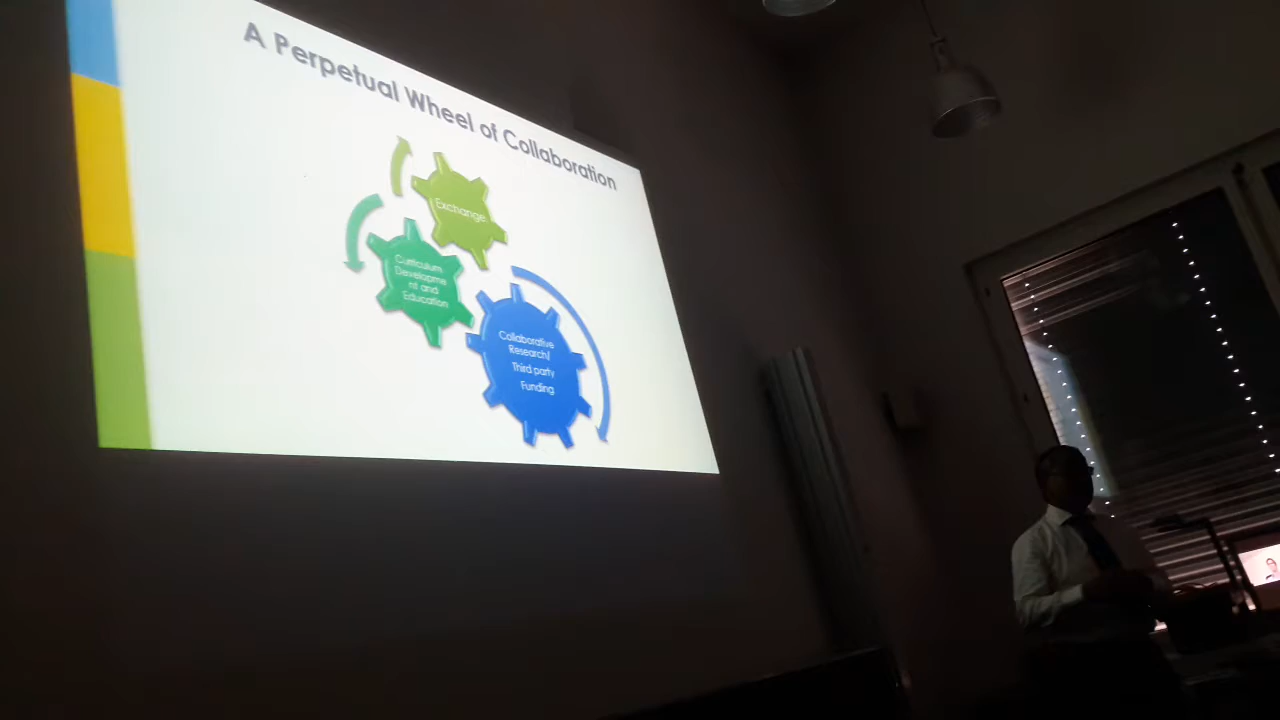 A Perpetual Wheel of Collaboration
Exchange
Curriculum
Developme
nt and
Education
Collaborative
Research/
Third party
Funding